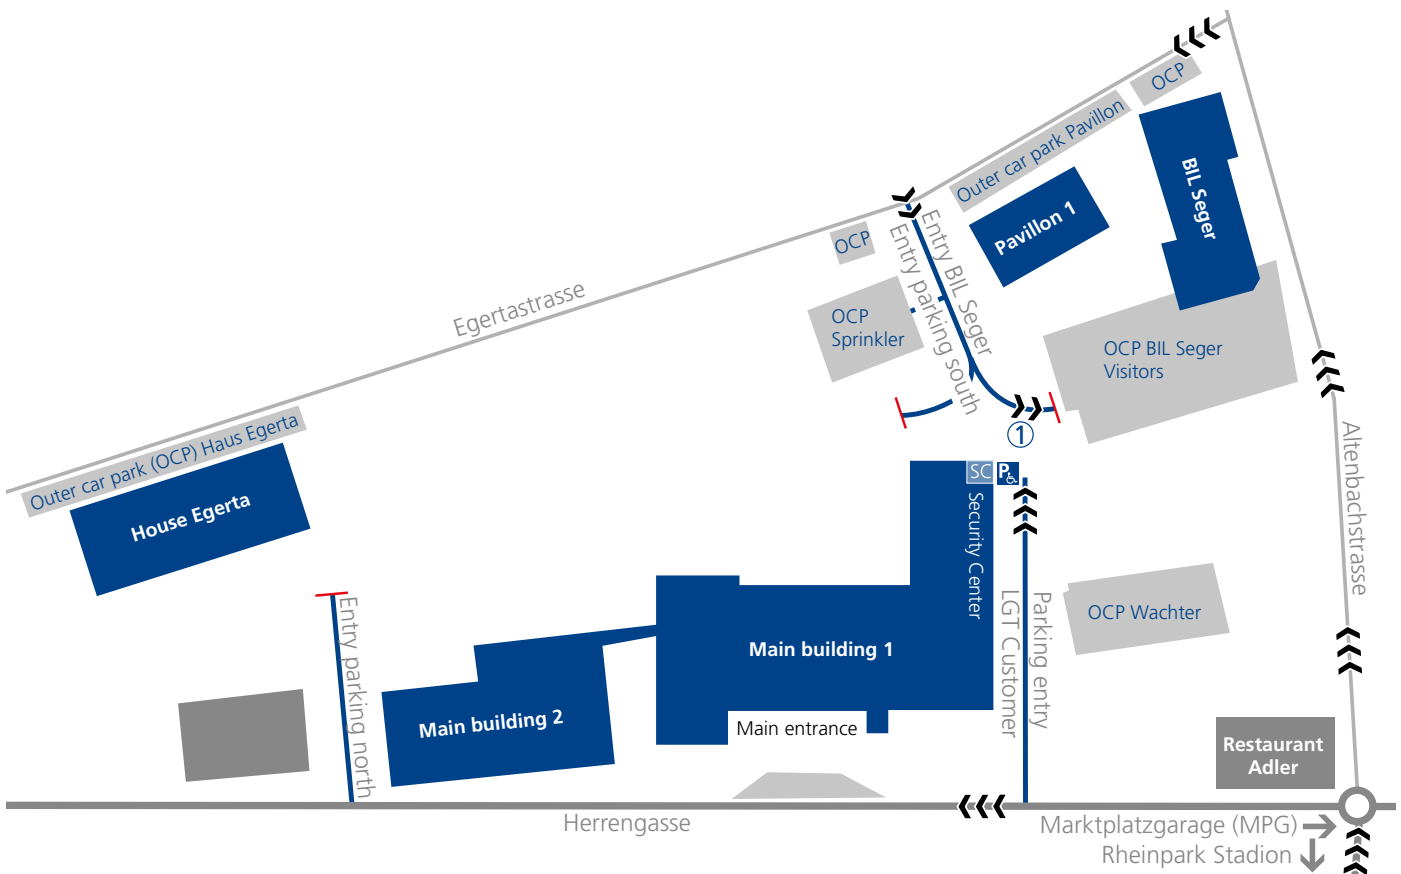 OCP
Outer car park Pavillon
BIL Seger
Pavillon 1
Entry BIL Seger
Entry parking south
OCP
OCP
Sprinkler
Egertastrasse
OCP BIL Seger
Visitors
1
Outer car park (OCP) Haus Egerta
House Egerta
SC
P
Security Center
Altenbachstrasse
Entry parking north
Parking entry
LGT Customer
OCP Wachter
Main building 1
Main building 2
Main entrance
Restaurant
Adler
Herrengasse
Marktplatzgarage (MPG)
Rheinpark Stadion